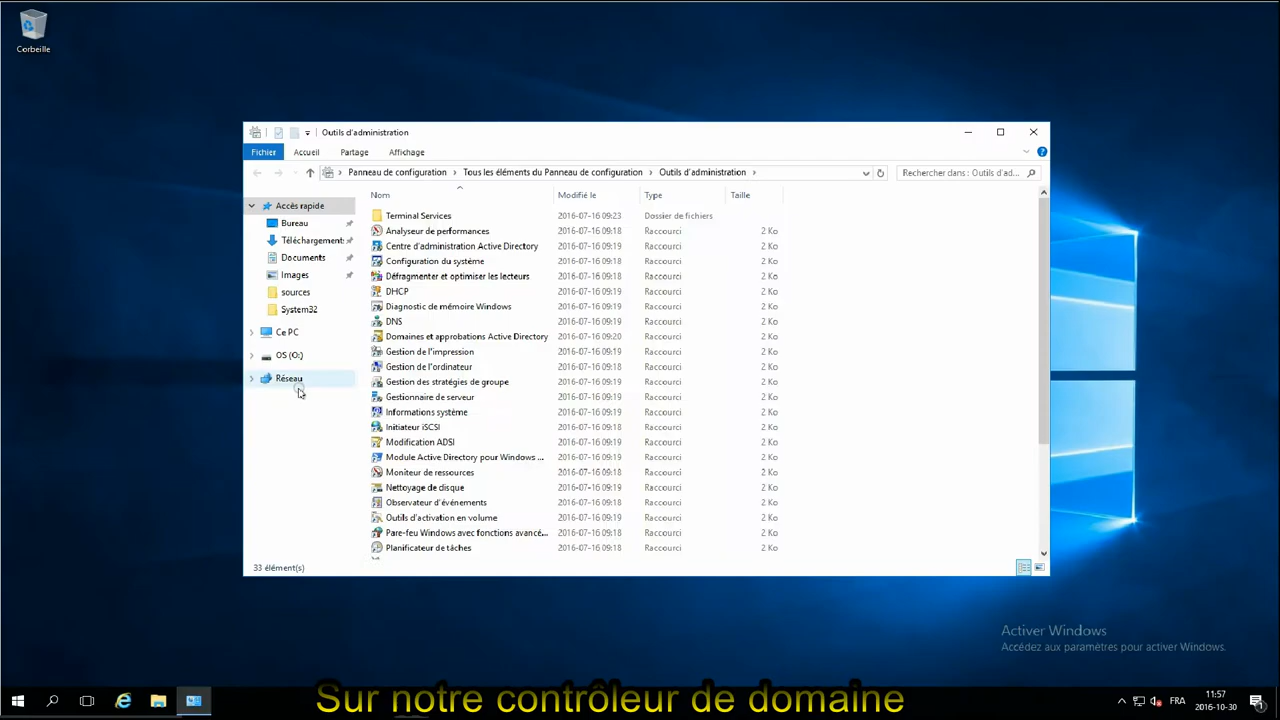 Corbeille
Outils d'administration
Fichier Accueil Partage Affichage
Panneau de configuration > Tous les éléments du Panneau de configuration > Outils d'administration >
Rechercher dans : Outils d'ad...
Nom Modifié le Type Taille
Accès rapide
Bureau
Téléchargement:
Documents
Images
sources
System32
Ce PC
OS (O:)
Réseau
Terminal Services 2016-07-16 09:23 Dossier de fichiers
Analyseur de performances 2016-07-16 09:18 Raccourci 2 Ko
Centre d'administration Active Directory 2016-07-16 09:19 Raccourci 2 Ko
Configuration du système 2016-07-16 09:18 Raccourci 2 Ko
Défragmenter et optimiser les lecteurs 2016-07-16 09:18 Raccourci 2 Ko
DHCP 2016-07-16 09:19 Raccourci 2 Ko
Diagnostic de mémoire Windows 2016-07-16 09:19 Raccourci 2 Ko
DNS 2016-07-16 09:19 Raccourci 2 Ko
Domaines et approbations Active Directory 2016-07-16 09:20 Raccourci 2 Ko
Gestion de l'impression 2016-07-16 09:19 Raccourci 2 Ko
Gestion de l'ordinateur 2016-07-16 09:18 Raccourci 2 Ko
Gestion des stratégies de groupe 2016-07-16 09:19 Raccourci 2 Ko
Gestionnaire de serveur 2016-07-16 09:18 Raccourci 2 Ko
Informations système 2016-07-16 09:19 Raccourci 2 Ko
Initiateur iSCSI 2016-07-16 09:18 Raccourci 2 Ko
Modification ADSI 2016-07-16 09:19 Raccourci 2 Ko
Module Active Directory pour Windows ... 2016-07-16 09:19 Raccourci 2 Ko
Moniteur de ressources 2016-07-16 09:18 Raccourci 2 Ko
Nettoyage de disque 2016-07-16 09:19 Raccourci 2 Ko
Observateur d'événements 2016-07-16 09:18 Raccourci 2 Ko
Outils d'activation en volume 2016-07-16 09:19 Raccourci 2 Ko
Pare-feu Windows avec fonctions avancé... 2016-07-16 09:18 Raccourci 2 Ko
Planificateur de tâches 2016-07-16 09:18 Raccourci 2 Ko
33 élément(s)
Activer Windows
Accédez aux paramètres pour activer Windows.
Sur notre contrôleur de domaine
FRA
11:57
2016-10-30